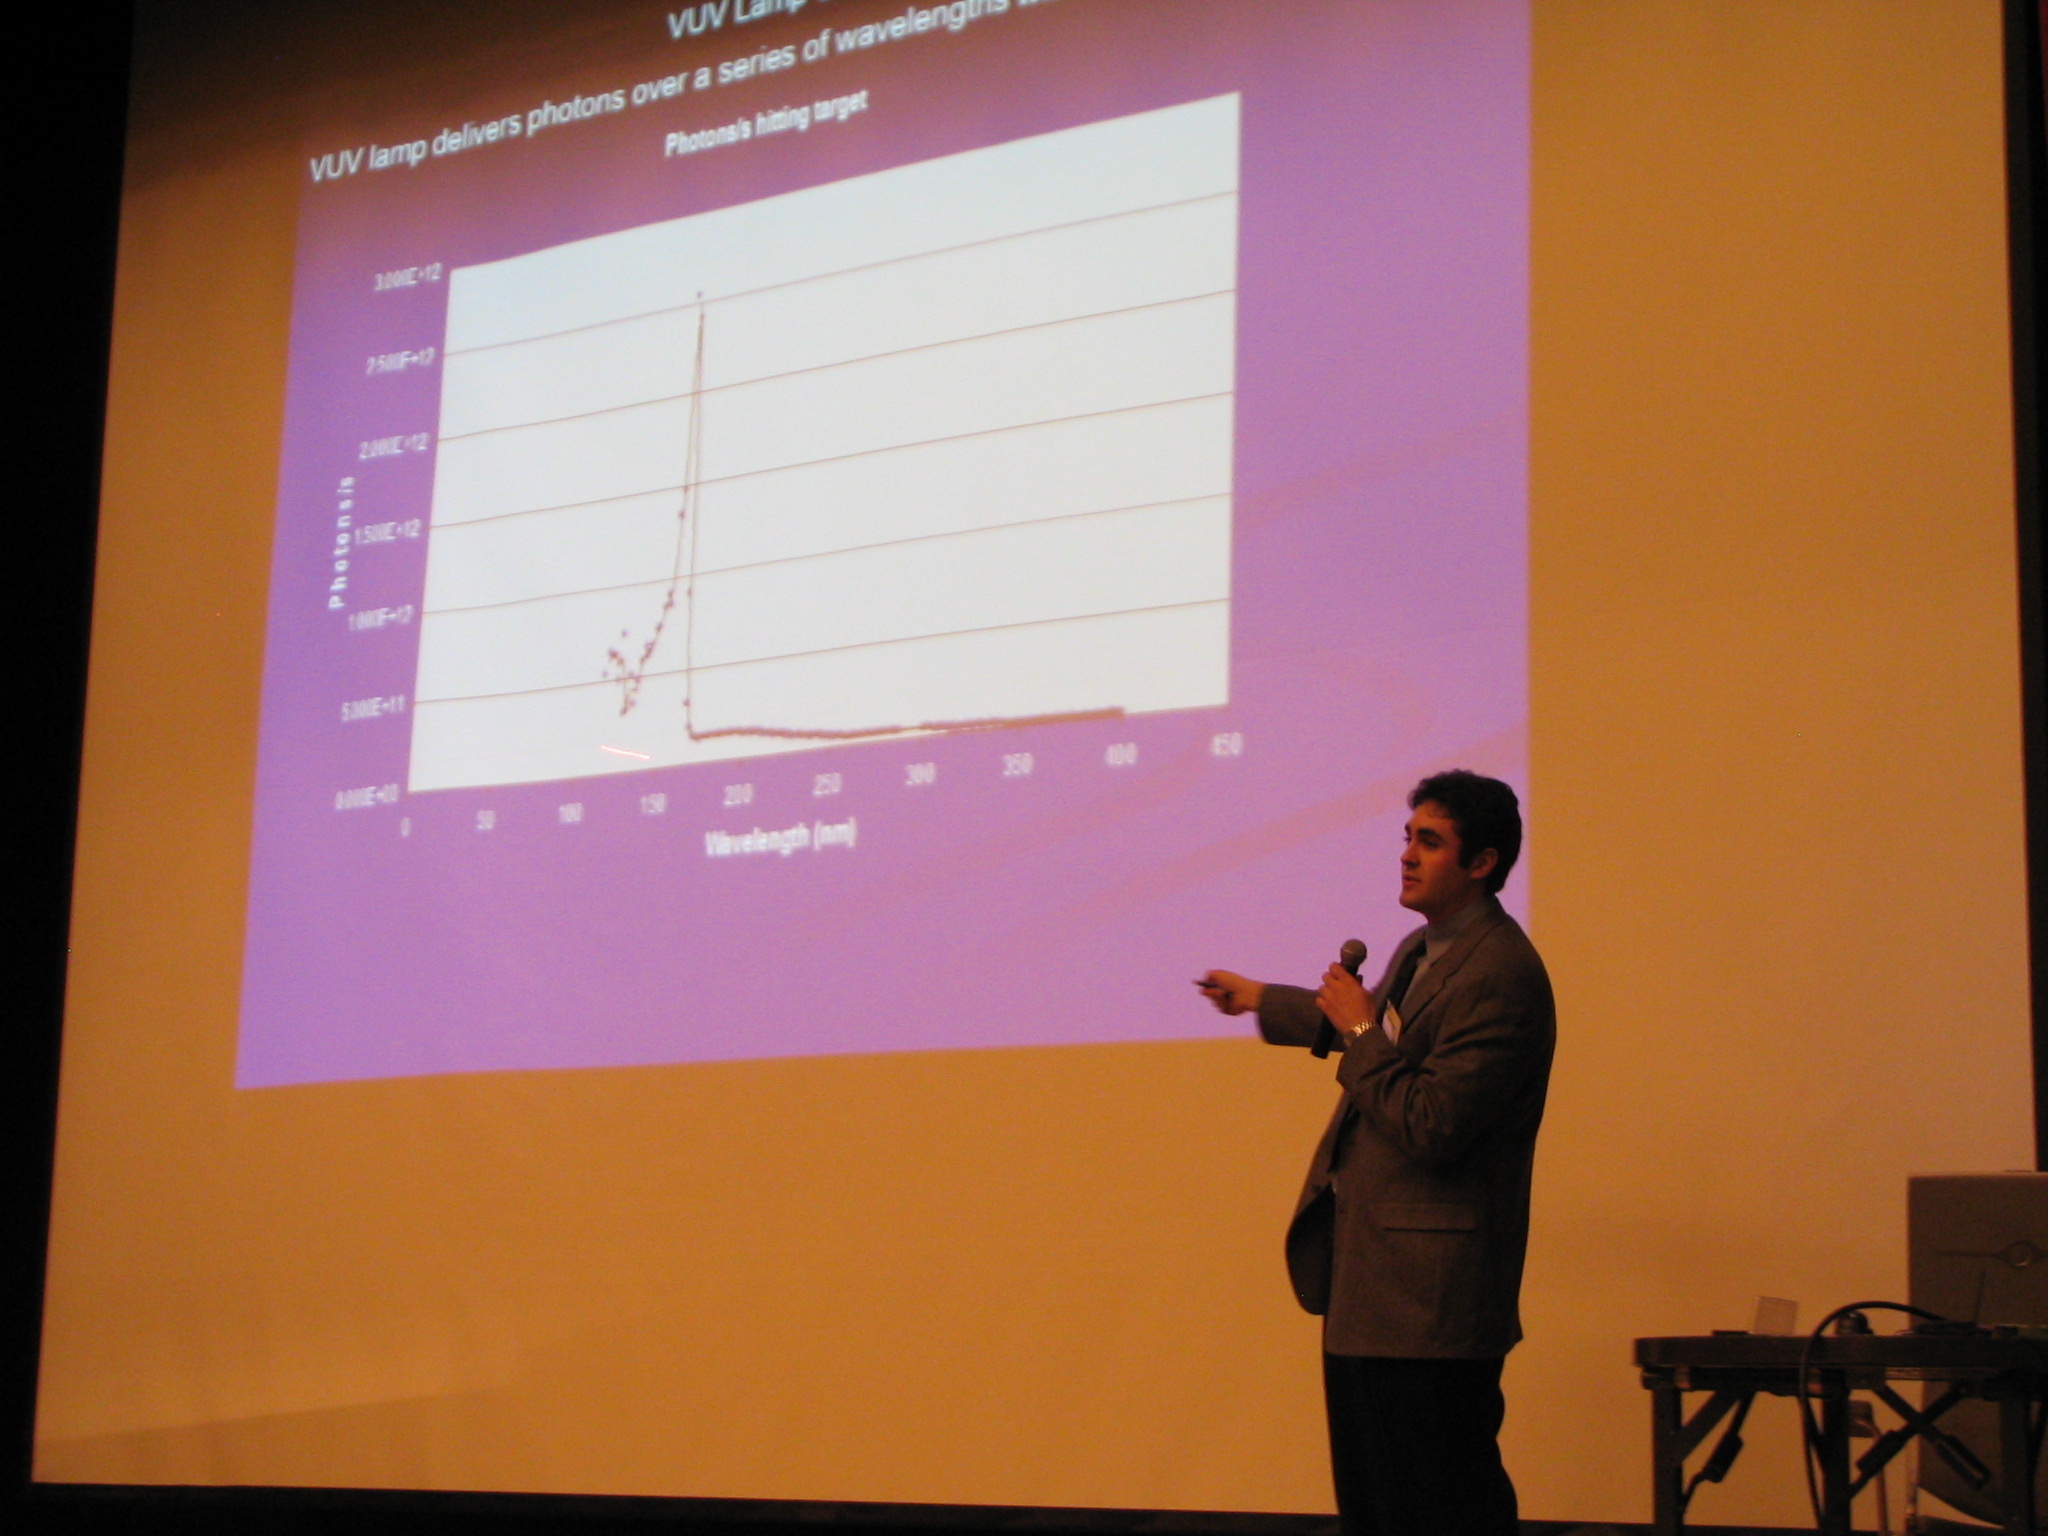 VUV Lamp
VUV lamp delivers photons over a series of wavelengths
Photons/s hitting target
3.000E+12
2.500E+12
2.000E+12
1.500E+12
1.000E+12
5.000E+11
0.000E+00
Photons/s
0 50 100 150 200 250 300 350 400 450
Wavelength (nm)